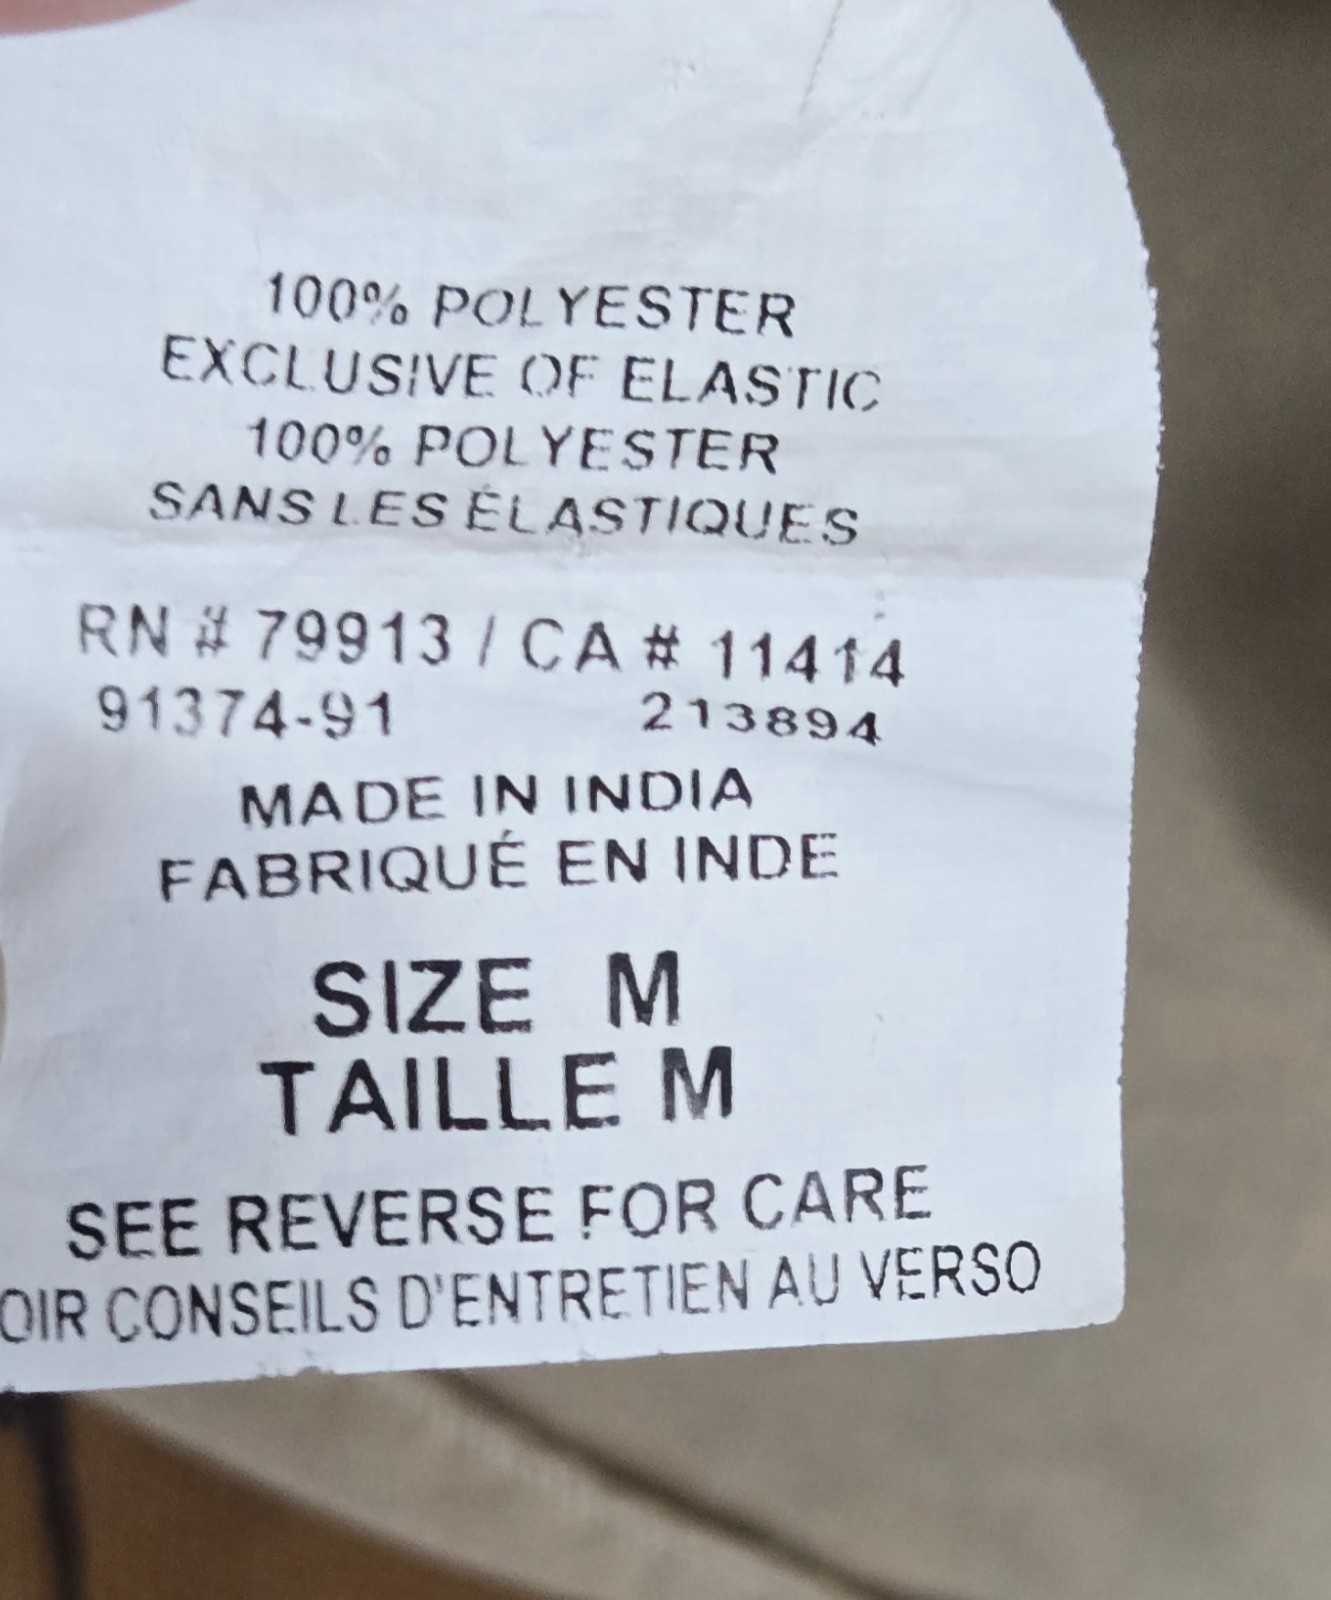 100% POLYESTER
EXCLUSIVE OF ELASTIC
100% POLYESTER
SANS LES ÉLASTIQUES
RN # 79913 / CA # 11414
91374-91 213894
MADE IN INDIA
FABRIQUÉ EN INDE
SIZE M
TAILLE M
SEE REVERSE FOR CARE
OIR CONSEILS D'ENTRETIEN AU VERSO